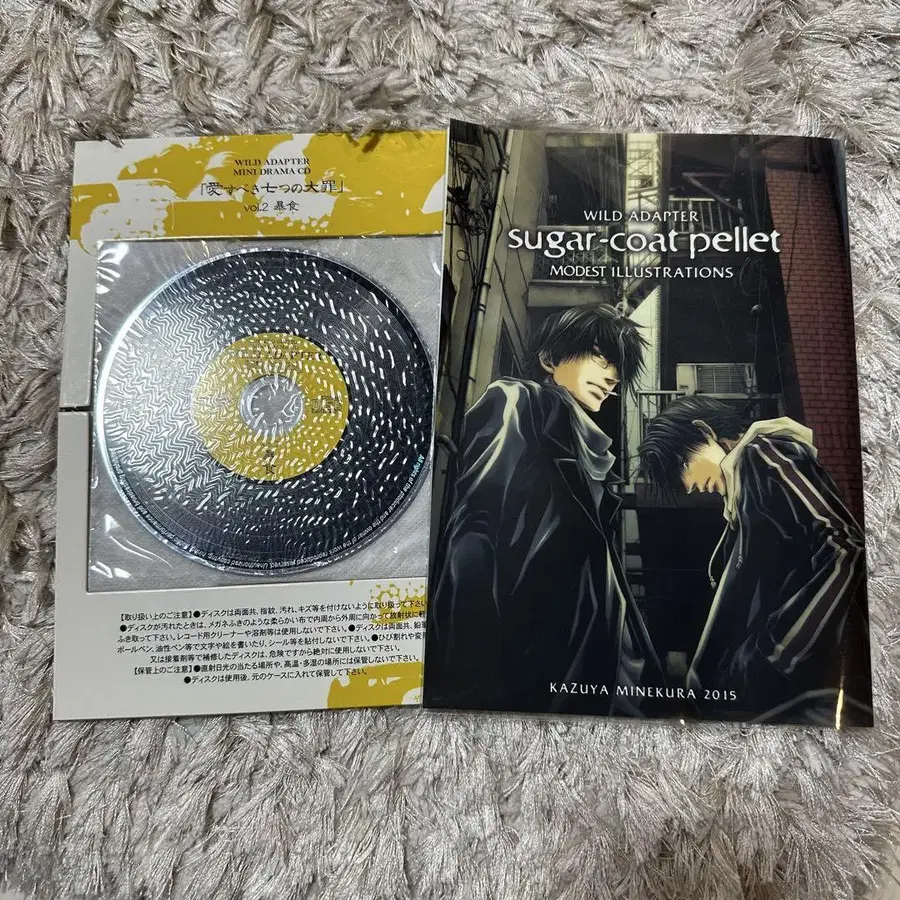 WILD ADAPTER
MINI DRAMA CD
「愛すべき七つの大罪」
vol.2 暴食
WILD ADAPTER
食
【取り扱い上のご注意】●ディスクは両面共、指紋、汚れ、キズ等を付けないように取り扱って下さい
●ディスクが汚れたときは、メガネふきのような柔らかい布で内周から外周に向かって放射状に軽
ふき取って下さい。レコード用クリーナーや溶剤等は使用しないで下さい。●ディスクは両面共、鉛筆
ボールペン、油性ペン等で文字や絵を書いたり、シール等を貼付しないで下さい。●ひび割れや変形
又は接着剤等で補修したディスクは、危険ですから絶対に使用しないで下さい。
【保管上のご注意】●直射日光の当たる場所や、高温・多湿の場所には保管しないで下さい。
●ディスクは使用後、元のケースに入れて保管して下さい。
WILD ADAPTER
sugar-coat pellet
MODEST ILLUSTRATIONS
KAZUYA MINEKURA 2015